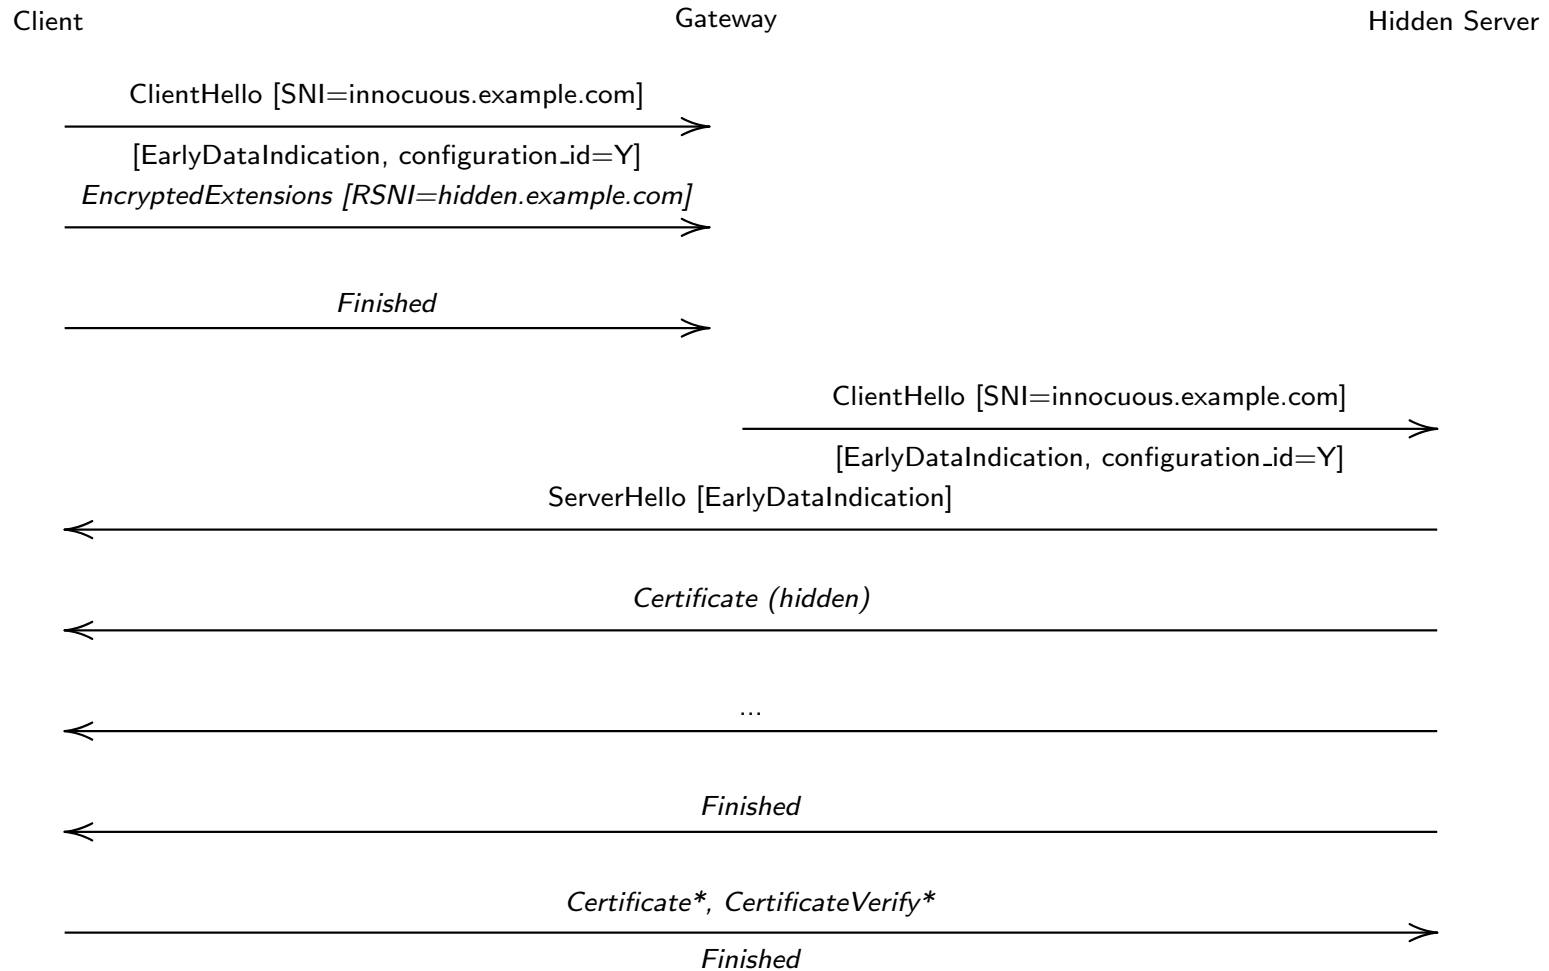 Client Gateway Hidden Server
ClientHello [SNI=innocuous.example.com]
[EarlyDataIndication, configuration_id=Y]
EncryptedExtensions [RSNI=hidden.example.com]
Finished
ClientHello [SNI=innocuous.example.com]
[EarlyDataIndication, configuration_id=Y]
ServerHello [EarlyDataIndication]
Certificate (hidden)
...
Finished
Certificate*, CertificateVerify*
Finished